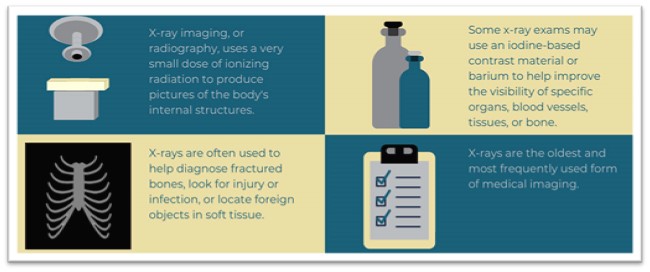 X-ray imaging, or
radiography, uses a very
small dose of ionizing
radiation to produce
pictures of the body's
internal structures.
Some x-ray exams may
use an iodine-based
contrast material or
barium to help improve
the visibility of specific
organs, blood vessels,
tissues, or bone.
X-rays are often used to
help diagnose fractured
bones, look for injury or
infection, or locate foreign
objects in soft tissue.
X-rays are the oldest and
most frequently used form
of medical imaging.